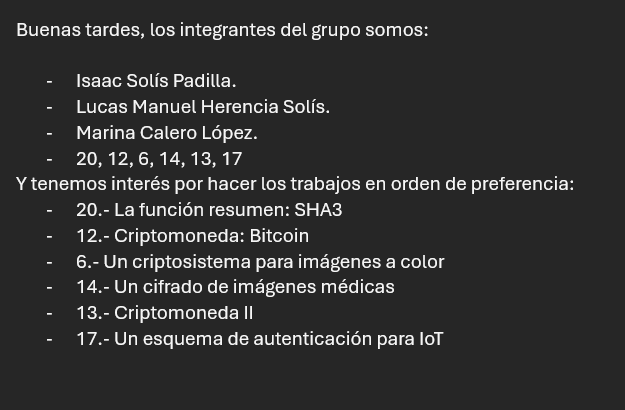 Buenas tardes, los integrantes del grupo somos:
- Isaac Solís Padilla.
- Lucas Manuel Herencia Solís.
- Marina Calero López.
- 20, 12, 6, 14, 13, 17
Y tenemos interés por hacer los trabajos en orden de preferencia:
- 20.- La función resumen: SHA3
- 12.- Criptomoneda: Bitcoin
- 6.- Un criptosistema para imágenes a color
- 14.- Un cifrado de imágenes médicas
- 13.- Criptomoneda II
- 17.- Un esquema de autenticación para IoT